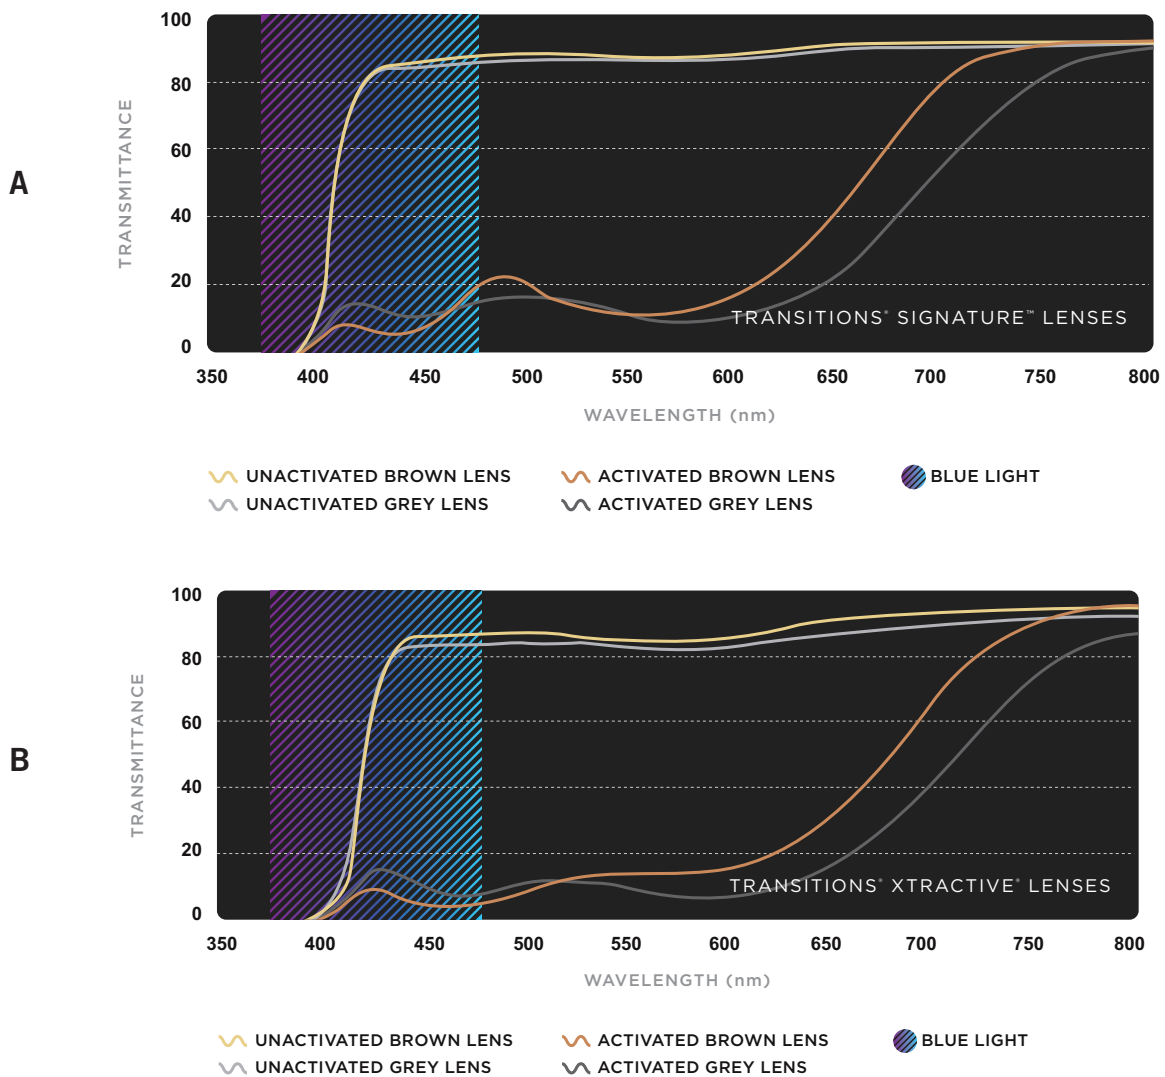 A
TRANSMITTANCE
100
80
60
40
20
0
TRANSITIONS® SIGNATURE™ LENSES
350 400 450 500 550 600 650 700 750 800
WAVELENGTH (nm)
UNACTIVATED BROWN LENS ACTIVATED BROWN LENS BLUE LIGHT
UNACTIVATED GREY LENS ACTIVATED GREY LENS
B
TRANSMITTANCE
100
80
60
40
20
0
TRANSITIONS® XTRACTIVE® LENSES
350 400 450 500 550 600 650 700 750 800
WAVELENGTH (nm)
UNACTIVATED BROWN LENS ACTIVATED BROWN LENS BLUE LIGHT
UNACTIVATED GREY LENS ACTIVATED GREY LENS